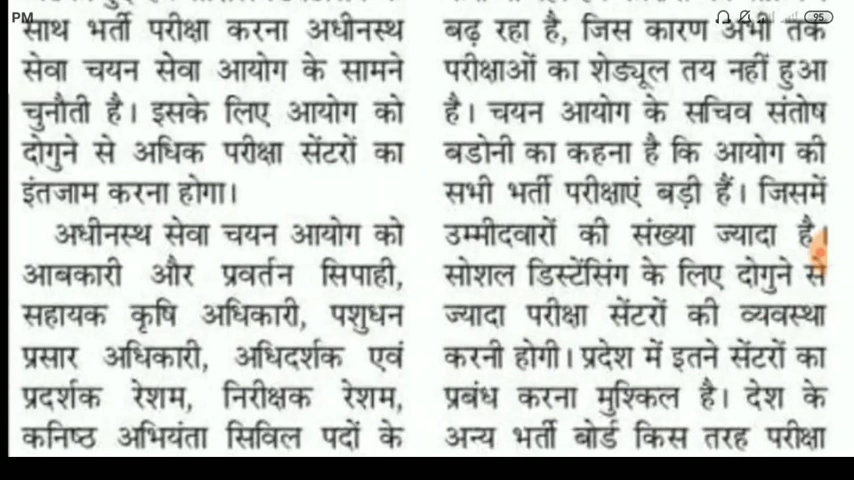 PM
95
साथ भर्ती परीक्षा करना अधीनस्थ
सेवा चयन सेवा आयोग के सामने
चुनौती है। इसके लिए आयोग को
दोगुने से अधिक परीक्षा सेंटरों का
इंतजाम करना होगा।
अधीनस्थ सेवा चयन आयोग को
आबकारी और प्रवर्तन सिपाही,
सहायक कृषि अधिकारी, पशुधन
प्रसार अधिकारी, अधिदर्शक एवं
प्रदर्शक रेशम, निरीक्षक रेशम,
कनिष्ठ अभियंता सिविल पदों के
बढ़ रहा है, जिस कारण अभी तक
परीक्षाओं का शेड्यूल तय नहीं हुआ
है। चयन आयोग के सचिव संतोष
बडोनी का कहना है कि आयोग की
सभी भर्ती परीक्षाएं बड़ी हैं। जिसमें
उम्मीदवारों की संख्या ज्यादा है।
सोशल डिस्टेंसिंग के लिए दोगुने से
ज्यादा परीक्षा सेंटरों की व्यवस्था
करनी होगी। प्रदेश में इतने सेंटरों का
प्रबंध करना मुश्किल है। देश के
अन्य भर्ती बोर्ड किस तरह परीक्षा